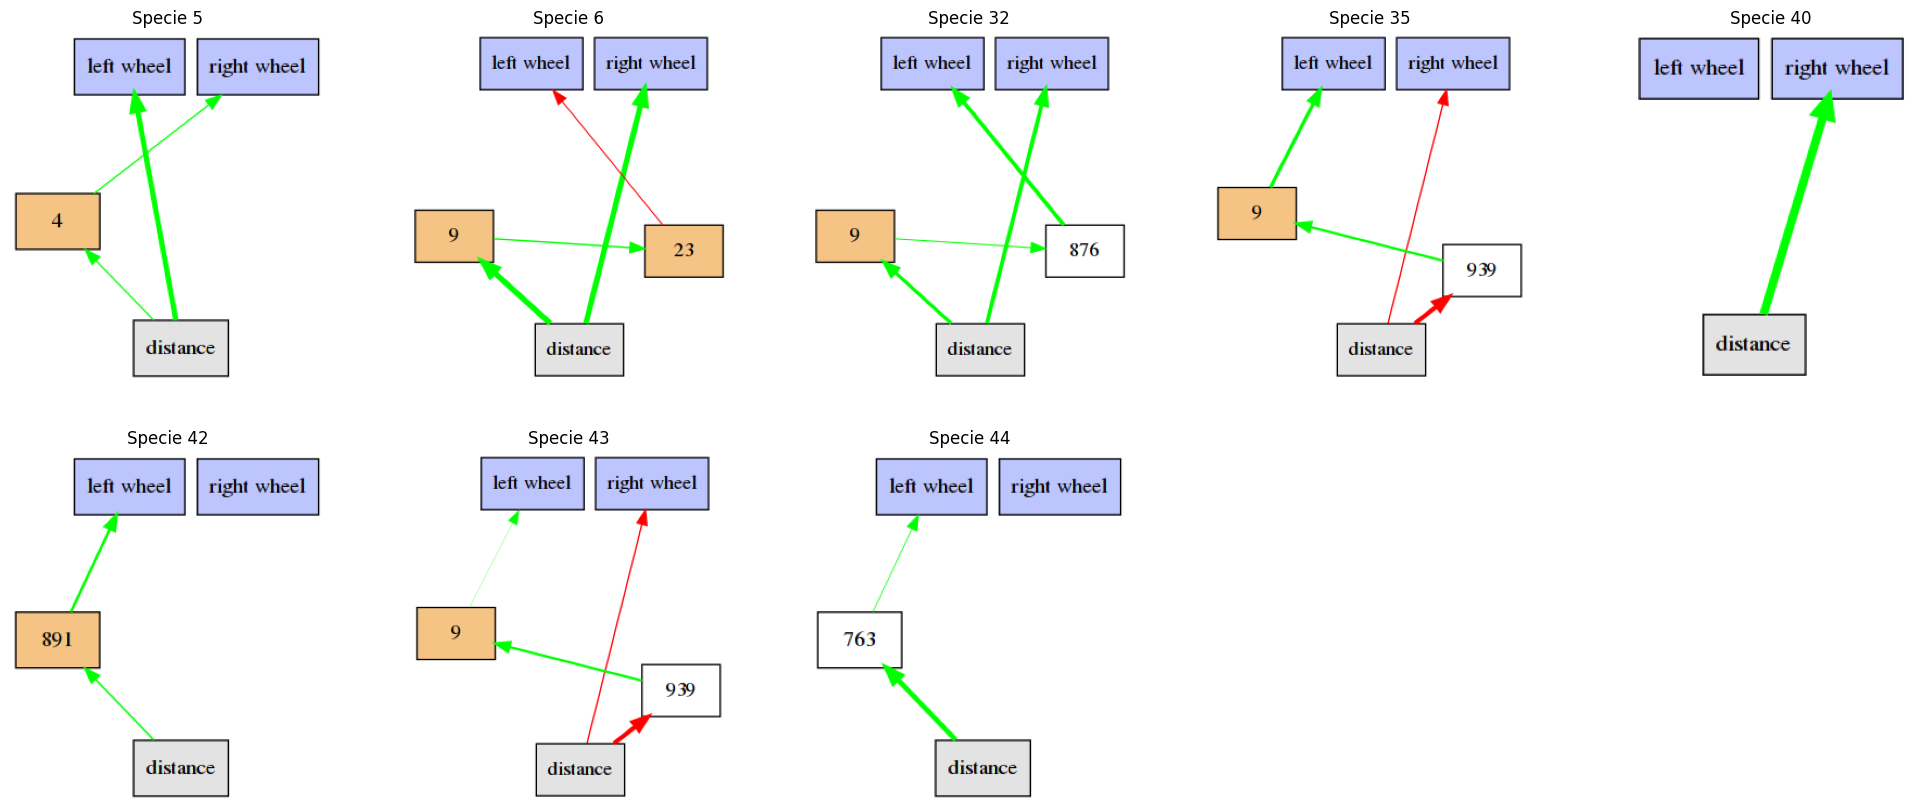 Specie 5
left wheel
right wheel
4
distance
Specie 6
left wheel
right wheel
9
23
distance
Specie 32
left wheel
right wheel
9
876
distance
Specie 35
left wheel
right wheel
9
939
distance
Specie 40
left wheel
right wheel
distance
Specie 42
left wheel
right wheel
891
distance
Specie 43
left wheel
right wheel
9
939
distance
Specie 44
left wheel
right wheel
763
distance